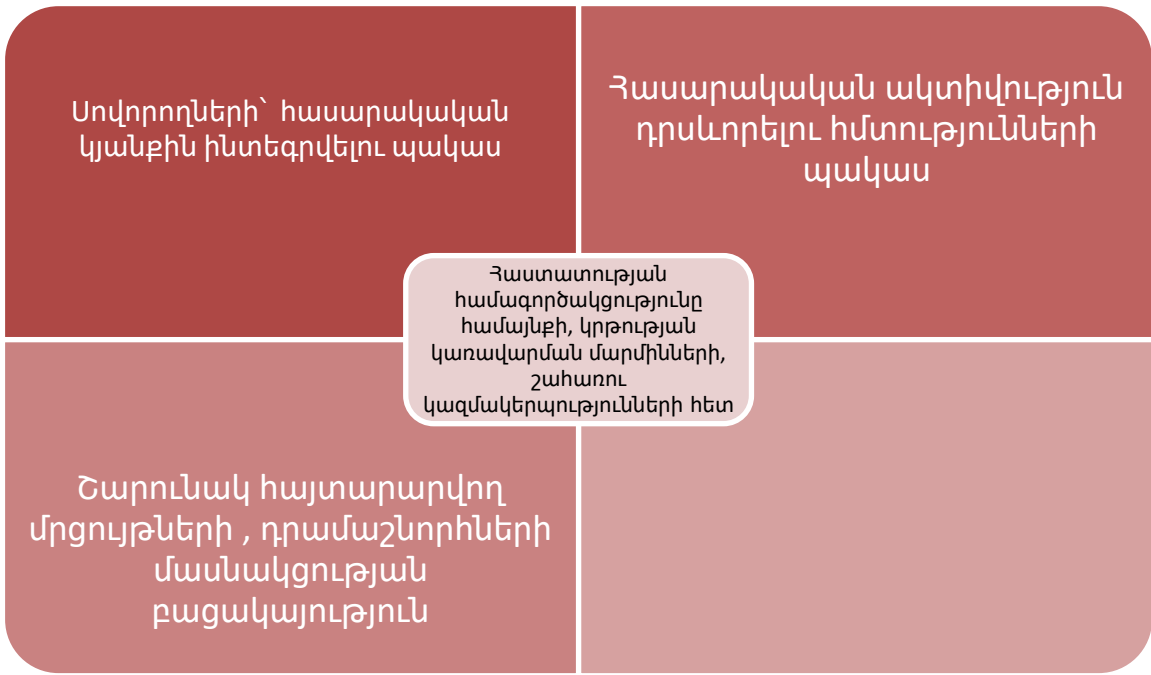 Սովորողների՝ հասարակական
կյանքին ինտեգրվելու պակաս
Հասարակական ակտիվություն
դրսևորելու հմտությունների
պակաս
Հաստատության
համագործակցությունը
համայնքի, կրթության
կառավարման մարմինների,
շահառու
կազմակերպությունների հետ
Շարունակ հայտարարվող
մրցույթների , դրամաշնորհների
մասնակցության
բացակայություն